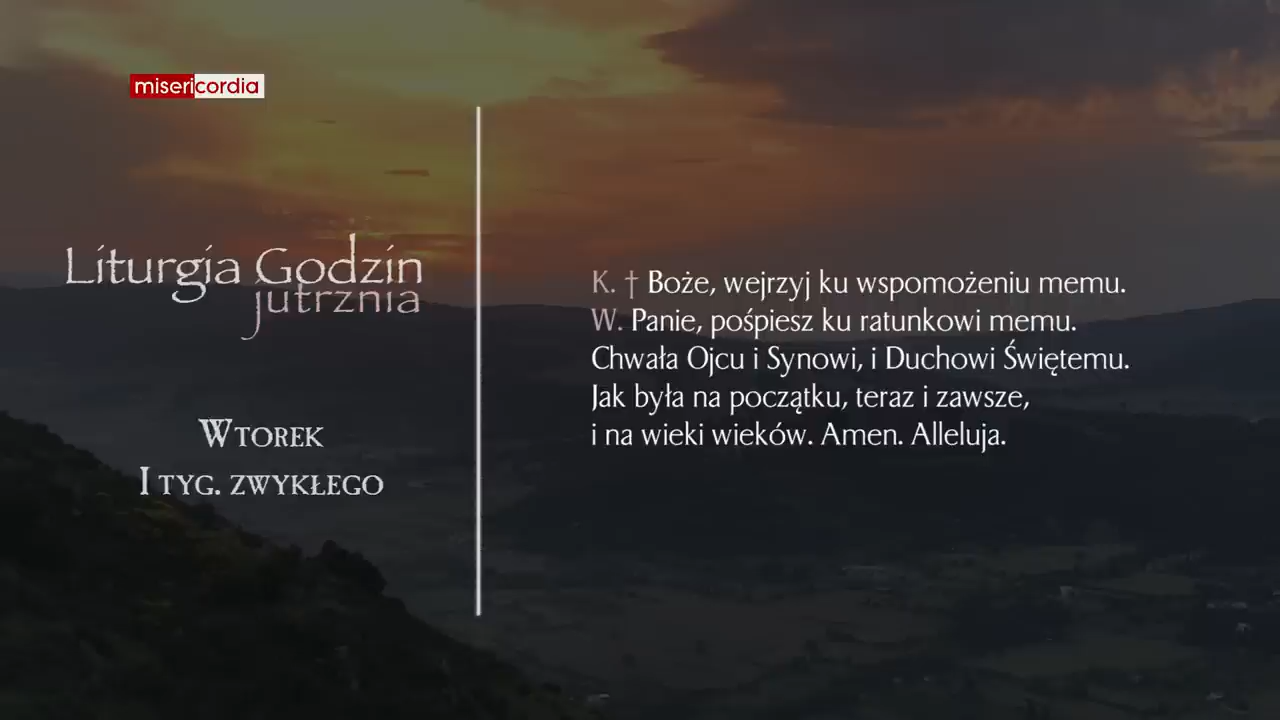 misericordia
Liturgia Godzin
jutrznia
Wtorek
I tyg. zwykłego
K. † Boże, wejrzyj ku wspomożeniu memu.
W. Panie, pośpiesz ku ratunkowi memu.
Chwała Ojcu i Synowi, i Duchowi Świętemu.
Jak była na początku, teraz i zawsze,
i na wieki wieków. Amen. Alleluja.